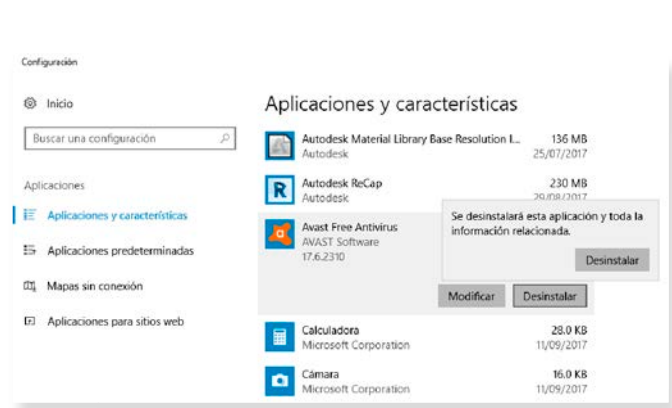 Configuración
Inicio
Buscar una configuración
Aplicaciones
Aplicaciones y características
Aplicaciones predeterminadas
Mapas sin conexión
Aplicaciones para sitios web
Aplicaciones y características
Autodesk Material Library Base Resolution I... 136 MB
Autodesk 25/07/2017
Autodesk ReCap 230 MB
Autodesk 29/08/2017
Avast Free Antivirus
AVAST Software
17.6.2310
Se desinstalará esta aplicación y toda la
información relacionada.
Desinstalar
Modificar Desinstalar
Calculadora 28.0 KB
Microsoft Corporation 11/09/2017
Cámara 16.0 KB
Microsoft Corporation 11/09/2017